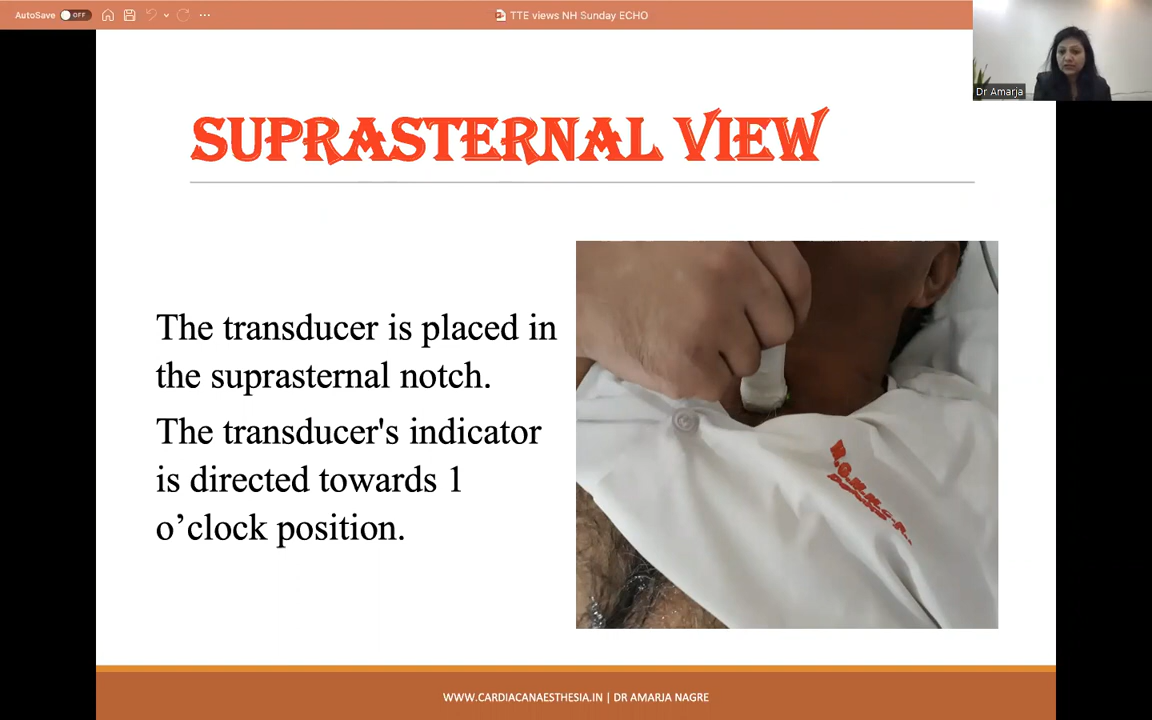 AutoSave OFF
TTE views NH Sunday ECHO
Dr Amarja
SUPRASTERNAL VIEW
The transducer is placed in
the suprasternal notch.
The transducer's indicator
is directed towards 1
o’clock position.
WWW.CARDIACANAESTHESIA.IN | DR AMARJA NAGRE